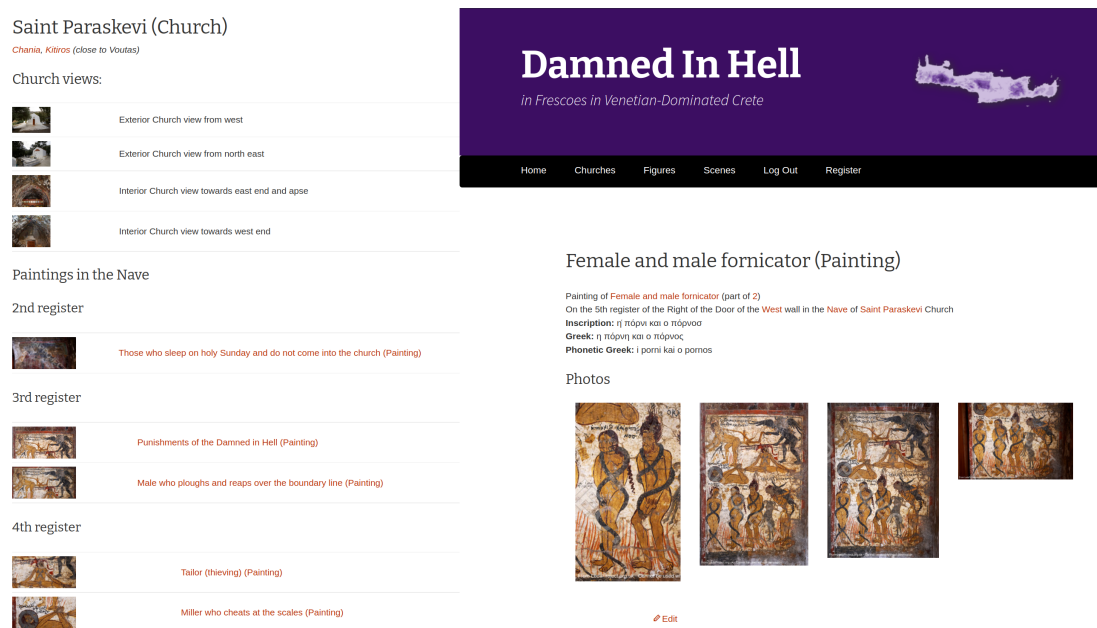 Saint Paraskevi (Church)
Chania, Kitiros (close to Voutas)
Church views:
Exterior Church view from west
Exterior Church view from north east
Interior Church view towards east end and apse
Interior Church view towards west end
Paintings in the Nave
2nd register
Those who sleep on holy Sunday and do not come into the church (Painting)
3rd register
Punishments of the Damned in Hell (Painting)
Male who ploughs and reaps over the boundary line (Painting)
4th register
Tailor (thieving) (Painting)
Miller who cheats at the scales (Painting)
Damned In Hell
in Frescoes in Venetian-Dominated Crete
Home Churches Figures Scenes Log Out Register
Female and male fornicator (Painting)
Painting of Female and male fornicator (part of 2)
On the 5th register of the Right of the Door of the West wall in the Nave of Saint Paraskevi Church
Inscription: ηί πόρνι και ο πόρνοσ
Greek: η πόρνη και ο πόρνος
Phonetic Greek: i porni kai o pornos
Photos
Edit